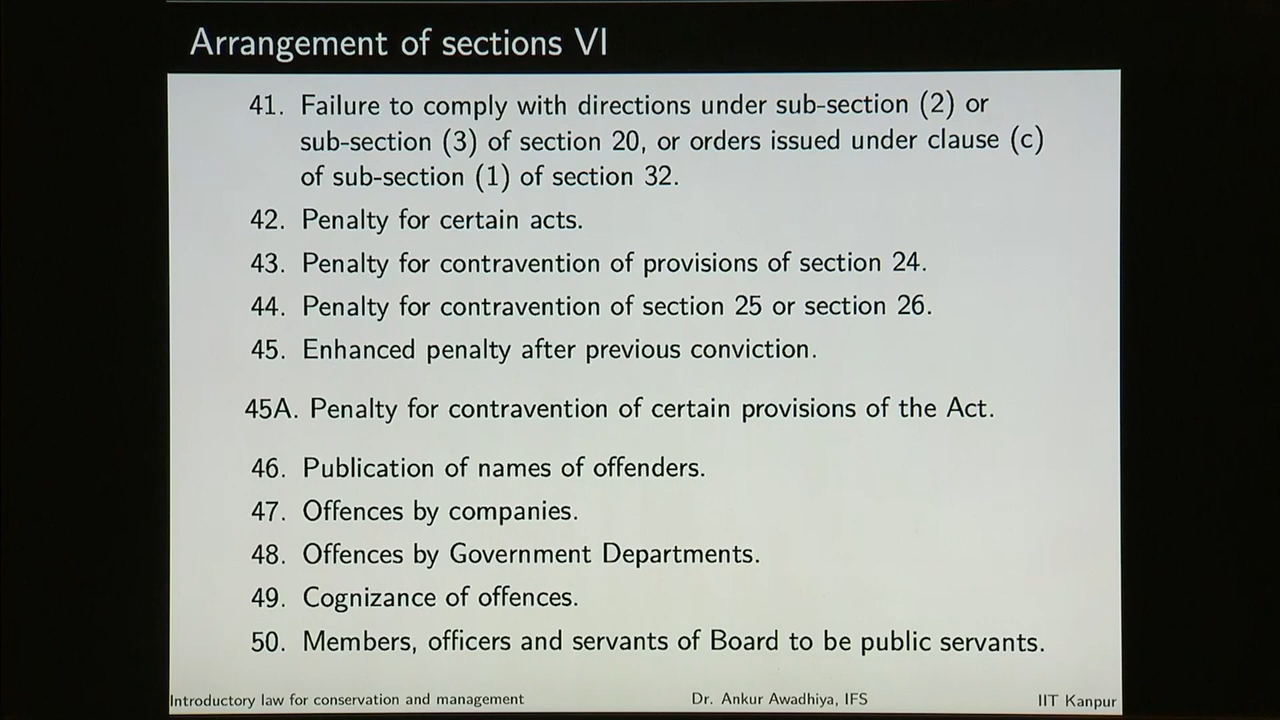 Arrangement of sections VI
41. Failure to comply with directions under sub-section (2) or
sub-section (3) of section 20, or orders issued under clause (c)
of sub-section (1) of section 32.
42. Penalty for certain acts.
43. Penalty for contravention of provisions of section 24.
44. Penalty for contravention of section 25 or section 26.
45. Enhanced penalty after previous conviction.
45A. Penalty for contravention of certain provisions of the Act.
46. Publication of names of offenders.
47. Offences by companies.
48. Offences by Government Departments.
49. Cognizance of offences.
50. Members, officers and servants of Board to be public servants.
Introductory law for conservation and management Dr. Ankur Awadhiya, IFS IIT Kanpur